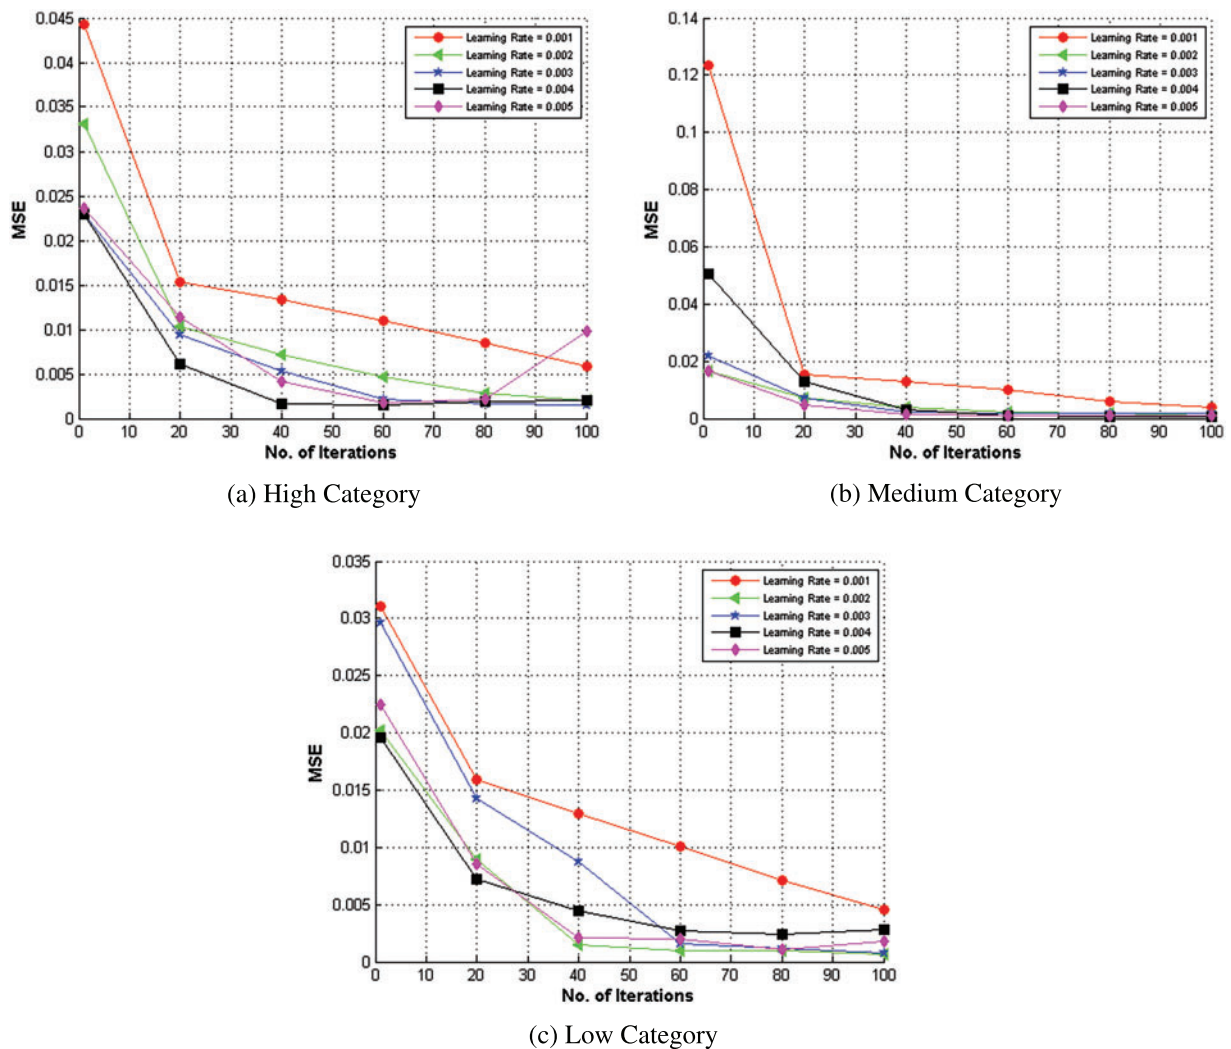 0.045
0.04
0.035
0.03
0.025
0.02
0.015
0.01
0.005
0
MSE
Learning Rate = 0.001
Learning Rate = 0.002
Learning Rate = 0.003
Learning Rate = 0.004
Learning Rate = 0.005
0 10 20 30 40 50 60 70 80 90 100
No. of Iterations
(a) High Category
0.14
0.12
0.1
0.08
0.06
0.04
0.02
0
MSE
Learning Rate = 0.001
Learning Rate = 0.002
Learning Rate = 0.003
Learning Rate = 0.004
Learning Rate = 0.005
0 10 20 30 40 50 60 70 80 90 100
No. of Iterations
(b) Medium Category
0.035
0.03
0.025
0.02
0.015
0.01
0.005
0
MSE
Learning Rate = 0.001
Learning Rate = 0.002
Learning Rate = 0.003
Learning Rate = 0.004
Learning Rate = 0.005
0 10 20 30 40 50 60 70 80 90 100
No. of Iterations
(c) Low Category